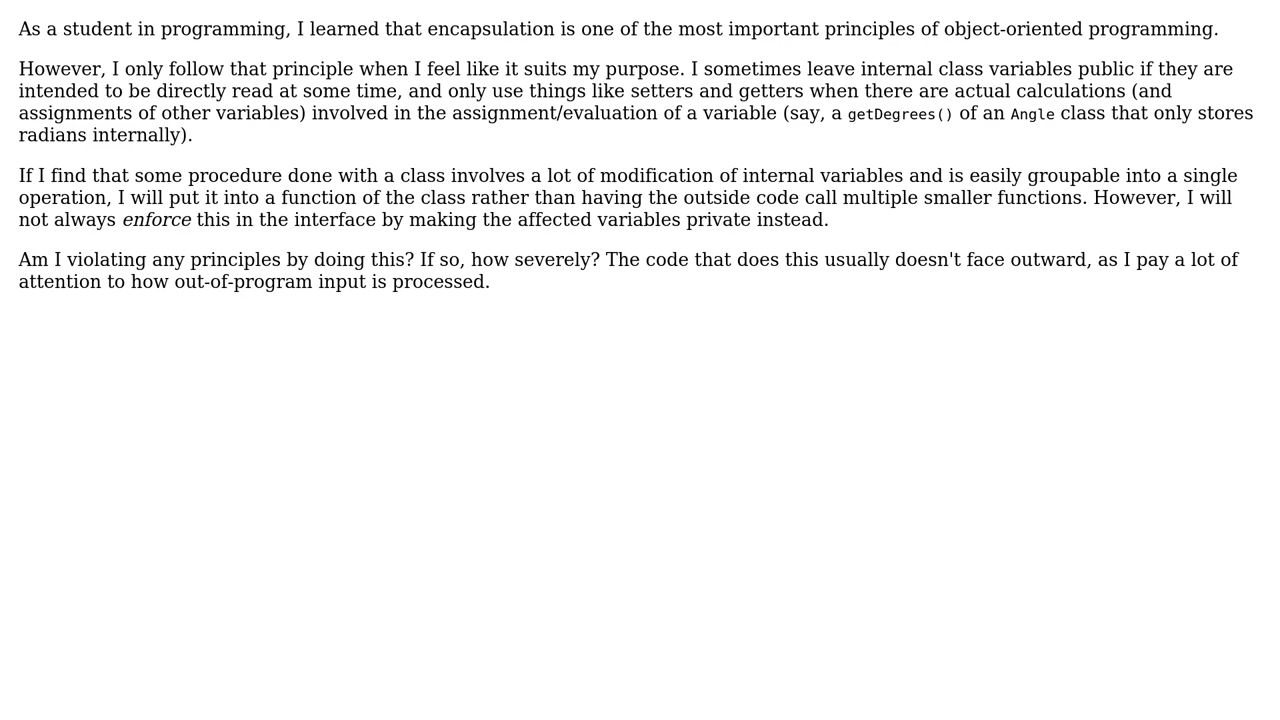 As a student in programming, I learned that encapsulation is one of the most important principles of object-oriented programming.
However, I only follow that principle when I feel like it suits my purpose. I sometimes leave internal class variables public if they are
intended to be directly read at some time, and only use things like setters and getters when there are actual calculations (and
assignments of other variables) involved in the assignment/evaluation of a variable (say, a getDegrees() of an Angle class that only stores
radians internally).
If I find that some procedure done with a class involves a lot of modification of internal variables and is easily groupable into a single
operation, I will put it into a function of the class rather than having the outside code call multiple smaller functions. However, I will
not always enforce this in the interface by making the affected variables private instead.
Am I violating any principles by doing this? If so, how severely? The code that does this usually doesn't face outward, as I pay a lot of
attention to how out-of-program input is processed.